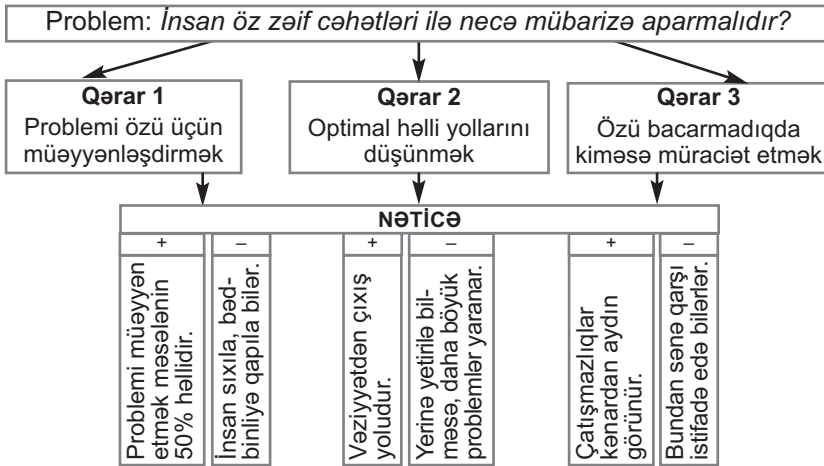 Problem: İnsan öz zəif cəhətləri ilə necə mübarizə aparmalıdır?
Qərar 1
Problemi özü üçün
müəyyənləşdirmək
Qərar 2
Optimal həlli yollarını
düşünmək
Qərar 3
Özü bacarmadıqda
kiməsə müraciət etmək
NƏTİCƏ
+
–
+
–
+
–
Problemi müəyyən
etmək məsələnin
50% həllidir.
İnsan sıxıla, bəd-
binliyə qapıla bilər.
Vəziyyətdən çıxış
yoludur.
Yerinə yetirilə bil-
məsə, daha böyük
problemlər yaranar.
Çatışmazlıqlar
kənardan aydın
görünür.
Bundan sənə qarşı
istifadə edə bilərlər.